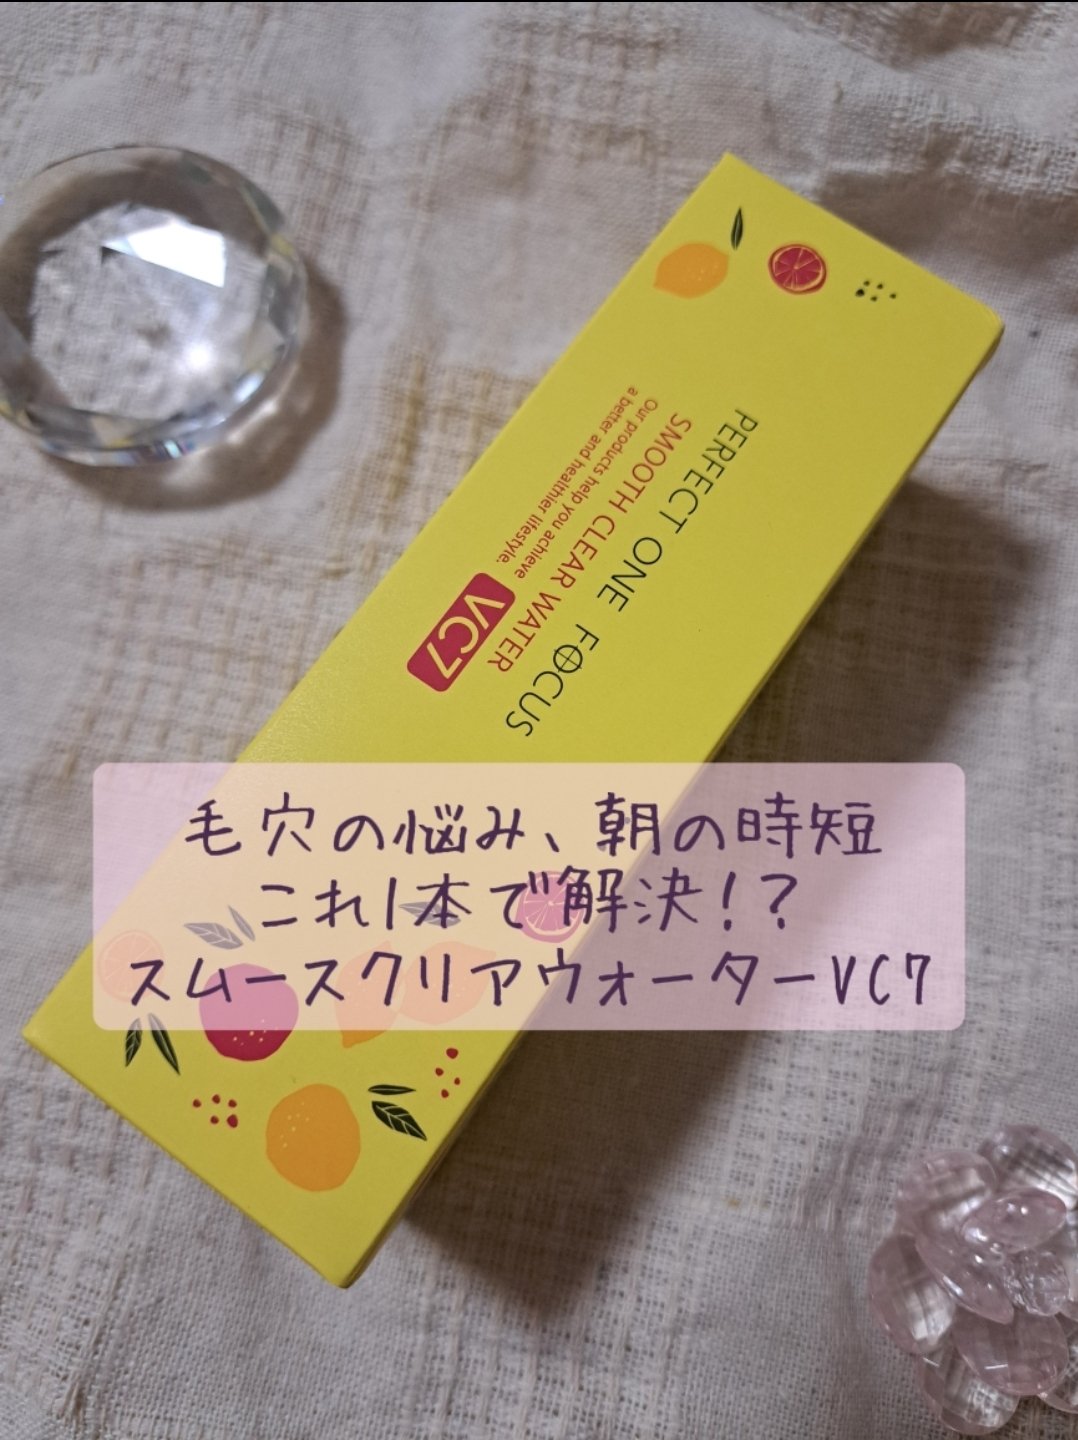 PERFECT ONE FOCUS
SMOOTH CLEAR WATER
Our products help you achieve
a better and healthier lifestyle.
VC7
毛穴の悩み、朝の時短
これ1本で解決！？
スムースクリアウォーターVC7